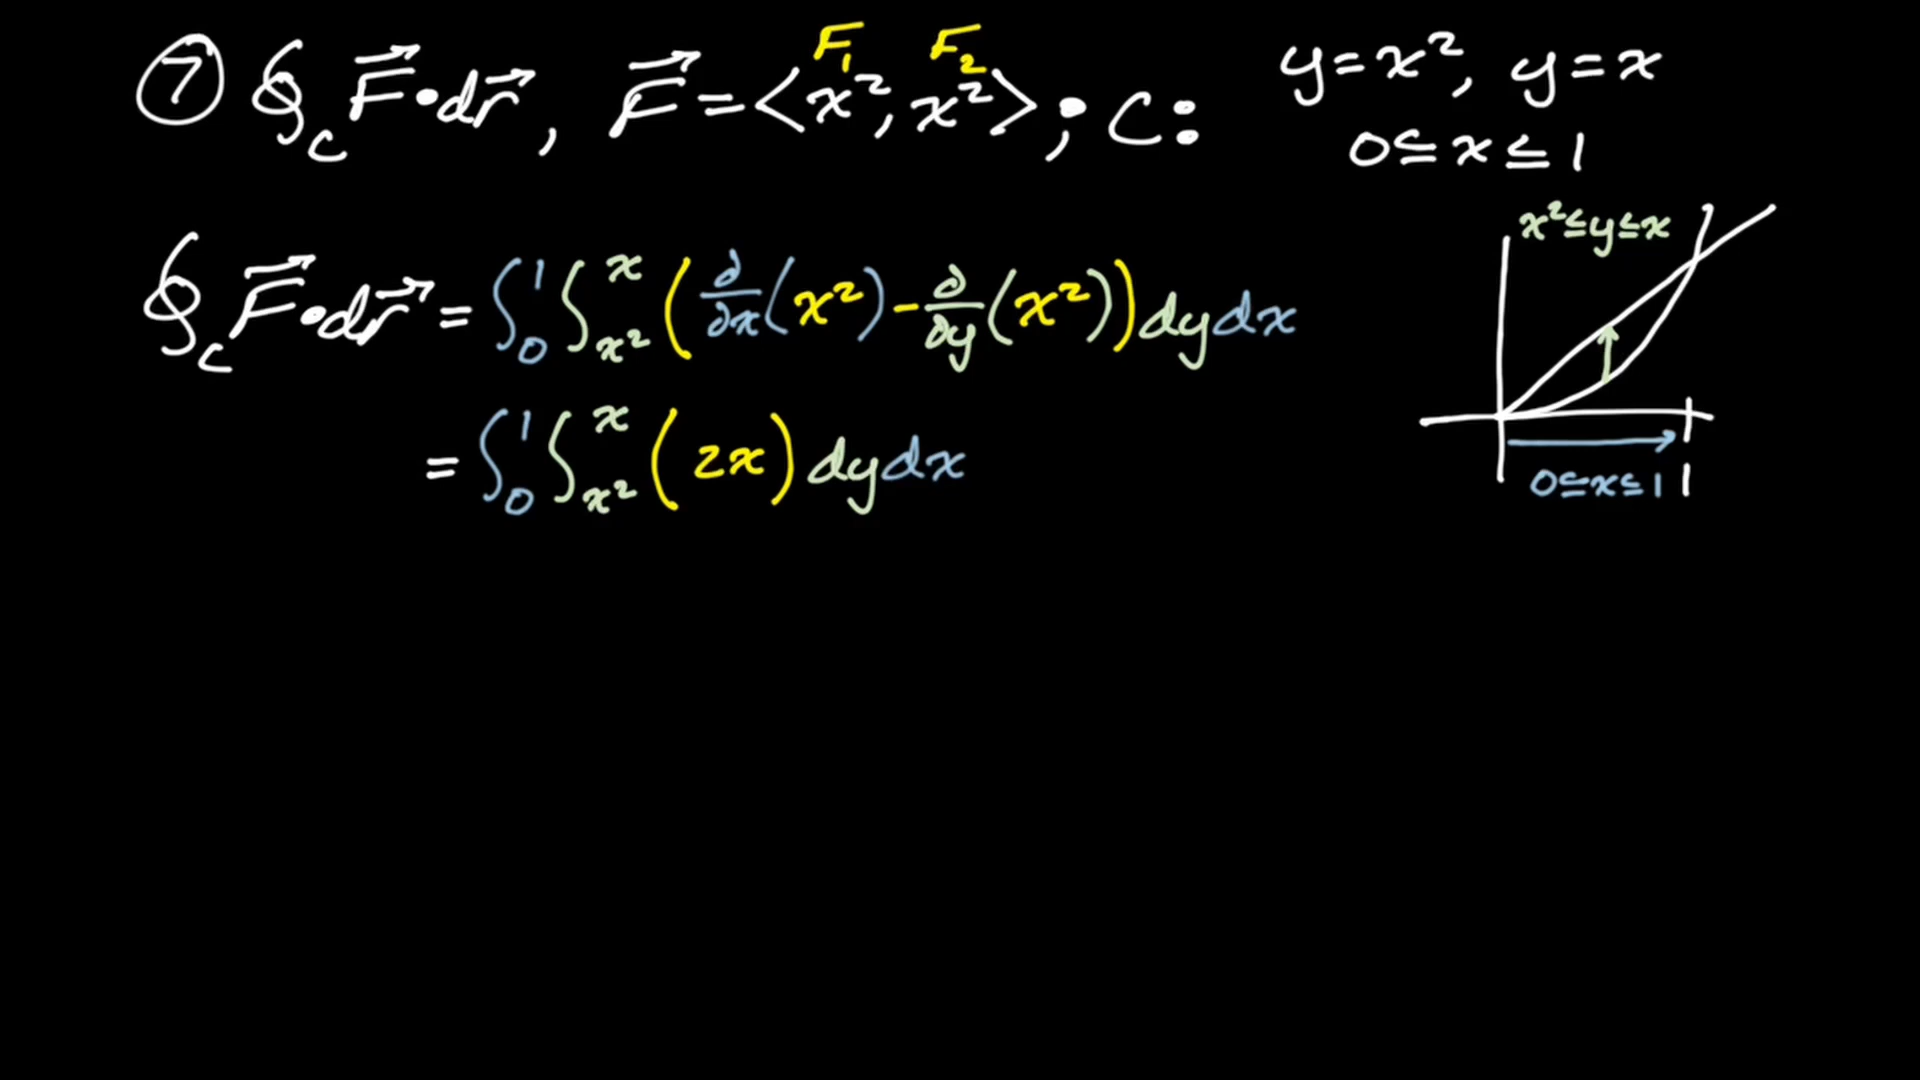 F₁ F₂
⑦ ∮_C F⃗·dr⃗, F⃗ = <x², x²>; C: y=x², y=x
0≤x≤1
x²≤y≤x
∮_C F⃗·dr⃗ = ∫₀¹ ∫_{x²}^{x} (∂/∂x(x²) - ∂/∂y(x²)) dy dx
= ∫₀¹ ∫_{x²}^{x} (2x) dy dx
0≤x≤1 1